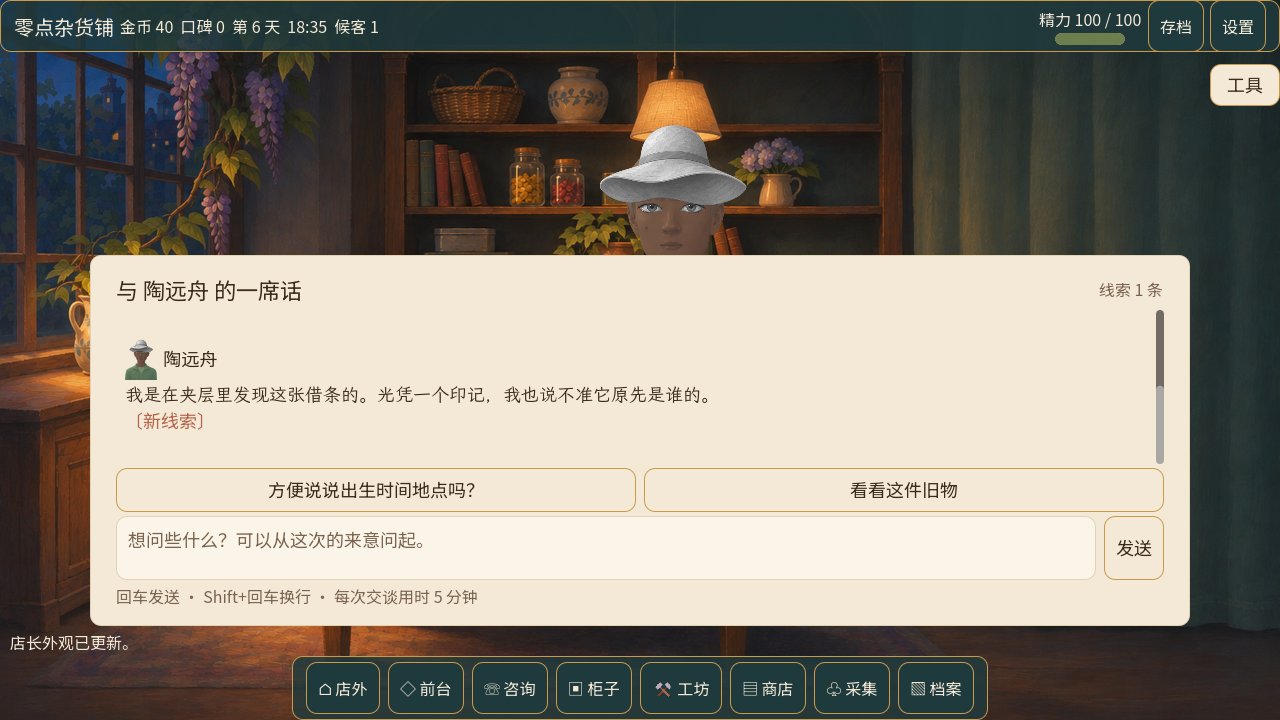 零点杂货铺 金币 40 口碑 0 第 6 天 18:35 候客 1
精力 100 / 100
存档
设置
工具
与 陶远舟 的一席话
线索 1 条
陶远舟
我是在夹层里发现这张借条的。光凭一个印记，我也说不准它原先是谁的。
〔新线索〕
方便说说出生时间地点吗？
看看这件旧物
想问些什么？可以从这次的来意问起。
发送
回车发送 · Shift+回车换行 · 每次交谈用时 5 分钟
店长外观已更新。
店外
前台
咨询
柜子
工坊
商店
采集
档案